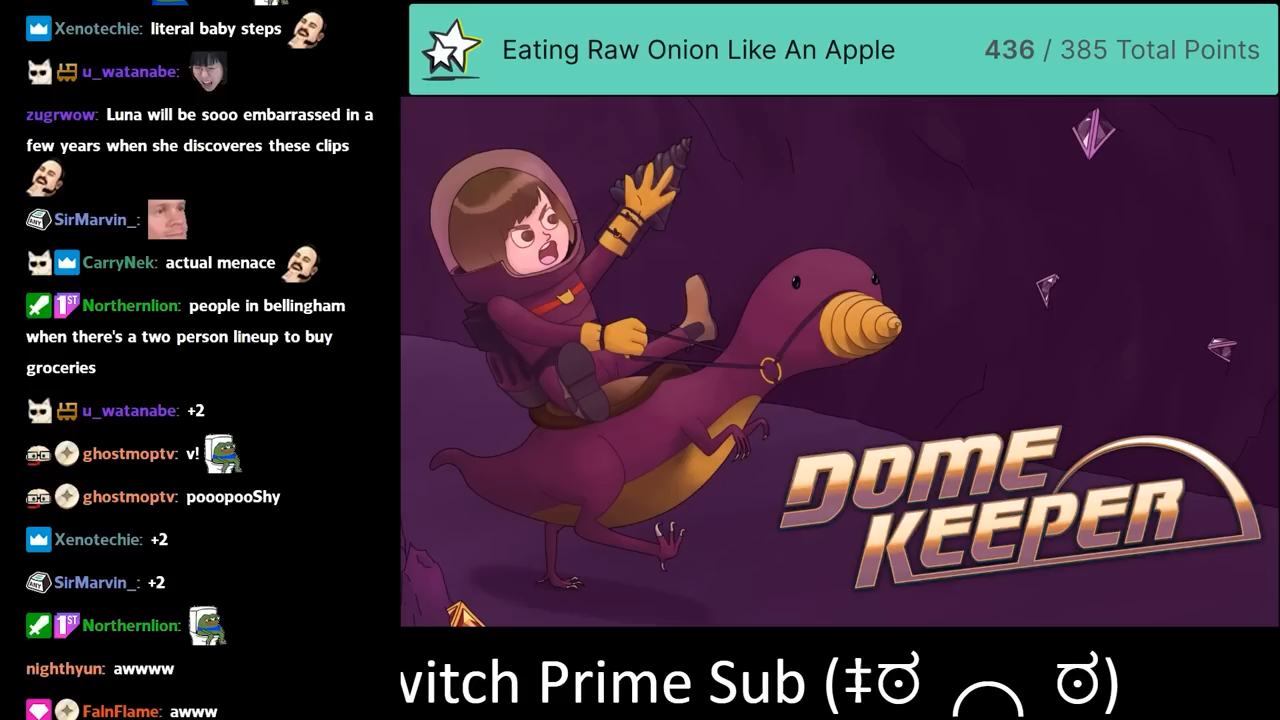 Xenotechie: literal baby steps
u_watanabe:
zugrwow: Luna will be sooo embarrassed in a
few years when she discoveres these clips
SirMarvin_:
CarryNek: actual menace
Northernlion: people in bellingham
when there's a two person lineup to buy
groceries
u_watanabe: +2
ghostmoptv: v!
ghostmoptv: pooopooShy
Xenotechie: +2
SirMarvin_: +2
Northernlion:
nighthyun: awwww
FalnFlame: awww
Eating Raw Onion Like An Apple 436 / 385 Total Points
DOME
KEEPER
vitch Prime Sub (‡ಠ ⁔ ಠ)